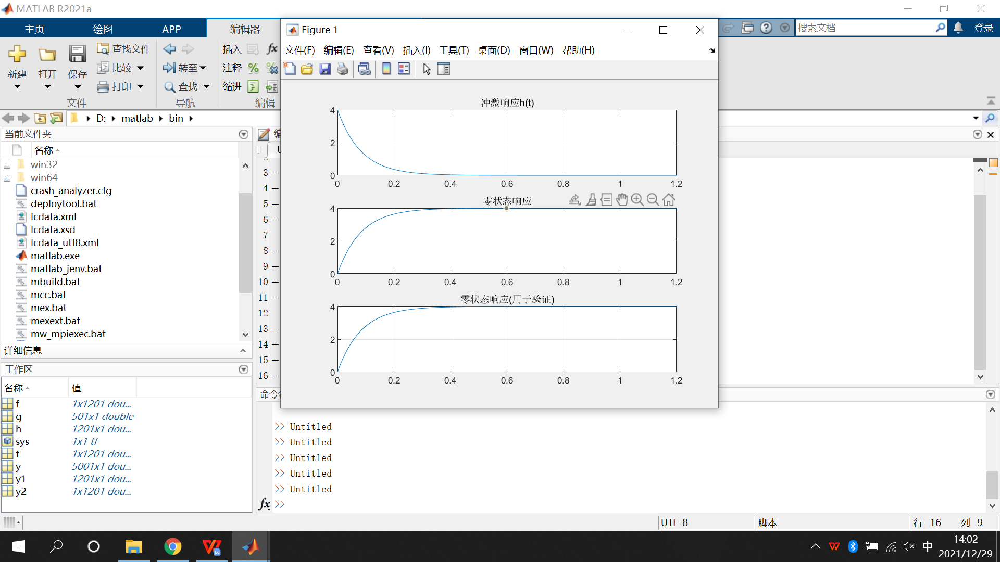 MATLAB R2021a
主页
绘图
APP
编辑器
搜索文档
登录
新建
打开
保存
查找文件
比较
打印
文件
转至
查找
导航
插入
fx
注释
缩进
编辑
D:
matlab
bin
当前文件夹
名称
win32
win64
crash_analyzer.cfg
deploytool.bat
lcdata.xml
lcdata.xsd
lcdata_utf8.xml
matlab.exe
matlab_jenv.bat
mbuild.bat
mcc.bat
mex.bat
mexext.bat
mw_mpiexec.bat
详细信息
工作区
名称
值
f 1x1201 dou...
g 501x1 double
h 1201x1 dou...
sys 1x1 tf
t 1x1201 dou...
y 5001x1 dou...
y1 1201x1 dou...
y2 1x1201 dou...
3
4
5
6
7
8
9
10
11
12
13
14
15
16
Figure 1
文件(F) 编辑(E) 查看(V) 插入(I) 工具(T) 桌面(D) 窗口(W) 帮助(H)
冲激响应h(t)
4
2
0
0 0.2 0.4 0.6 0.8 1 1.2
零状态响应
4
2
0
0 0.2 0.4 0.6 0.8 1 1.2
零状态响应(用于验证)
4
2
0
0 0.2 0.4 0.6 0.8 1 1.2
命令
>> Untitled
>> Untitled
>> Untitled
>> Untitled
>> Untitled
fx >>
UTF-8
脚本
行 16 列 9
中
14:02
2021/12/29